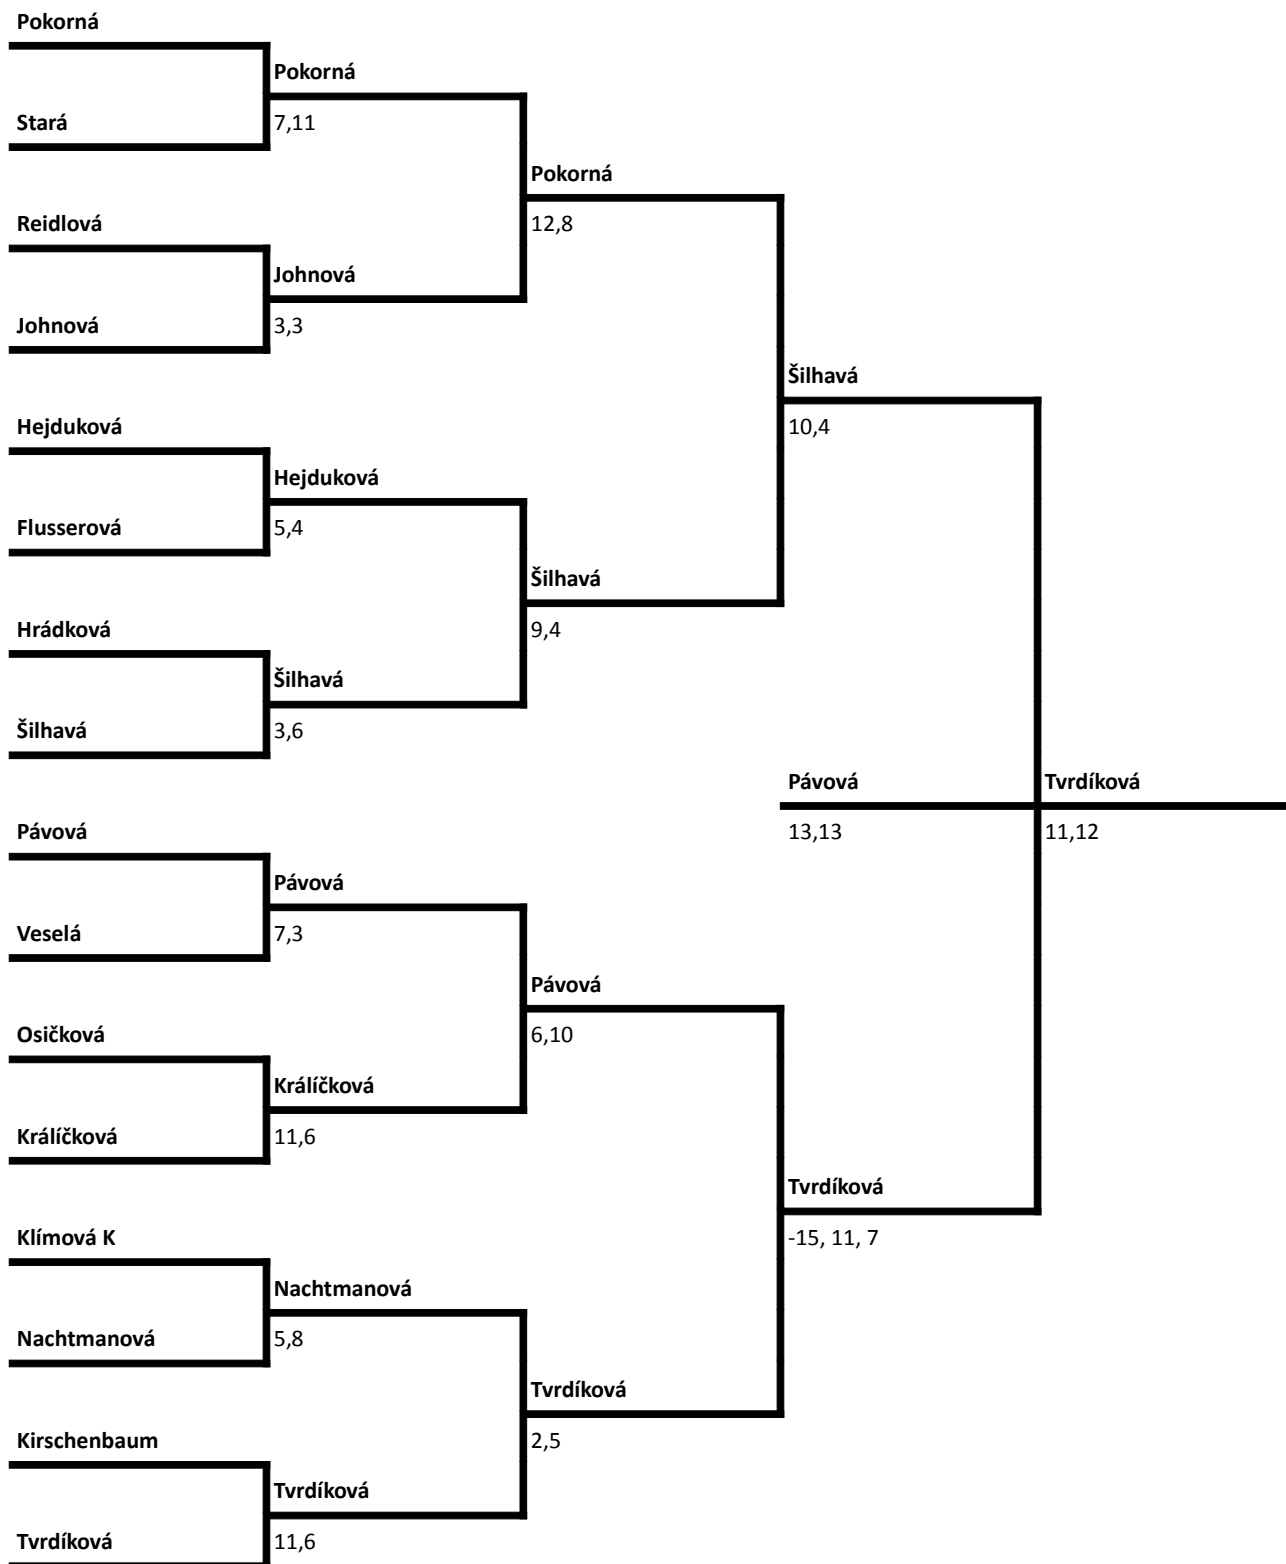 Pokorná
Pokorná
Stará
7,11
Pokorná
Reidlová
12,8
Johnová
Johnová
3,3
Šilhavá
Hejduková
10,4
Hejduková
Flusserová
5,4
Šilhavá
Hrádková
9,4
Šilhavá
Šilhavá
3,6
Pávová
Tvrdíková
Pávová
13,13
11,12
Pávová
Veselá
7,3
Pávová
Osičková
6,10
Králíčková
Králíčková
11,6
Tvrdíková
Klímová K
-15, 11, 7
Nachtmanová
Nachtmanová
5,8
Tvrdíková
Kirschenbaum
2,5
Tvrdíková
Tvrdíková
11,6